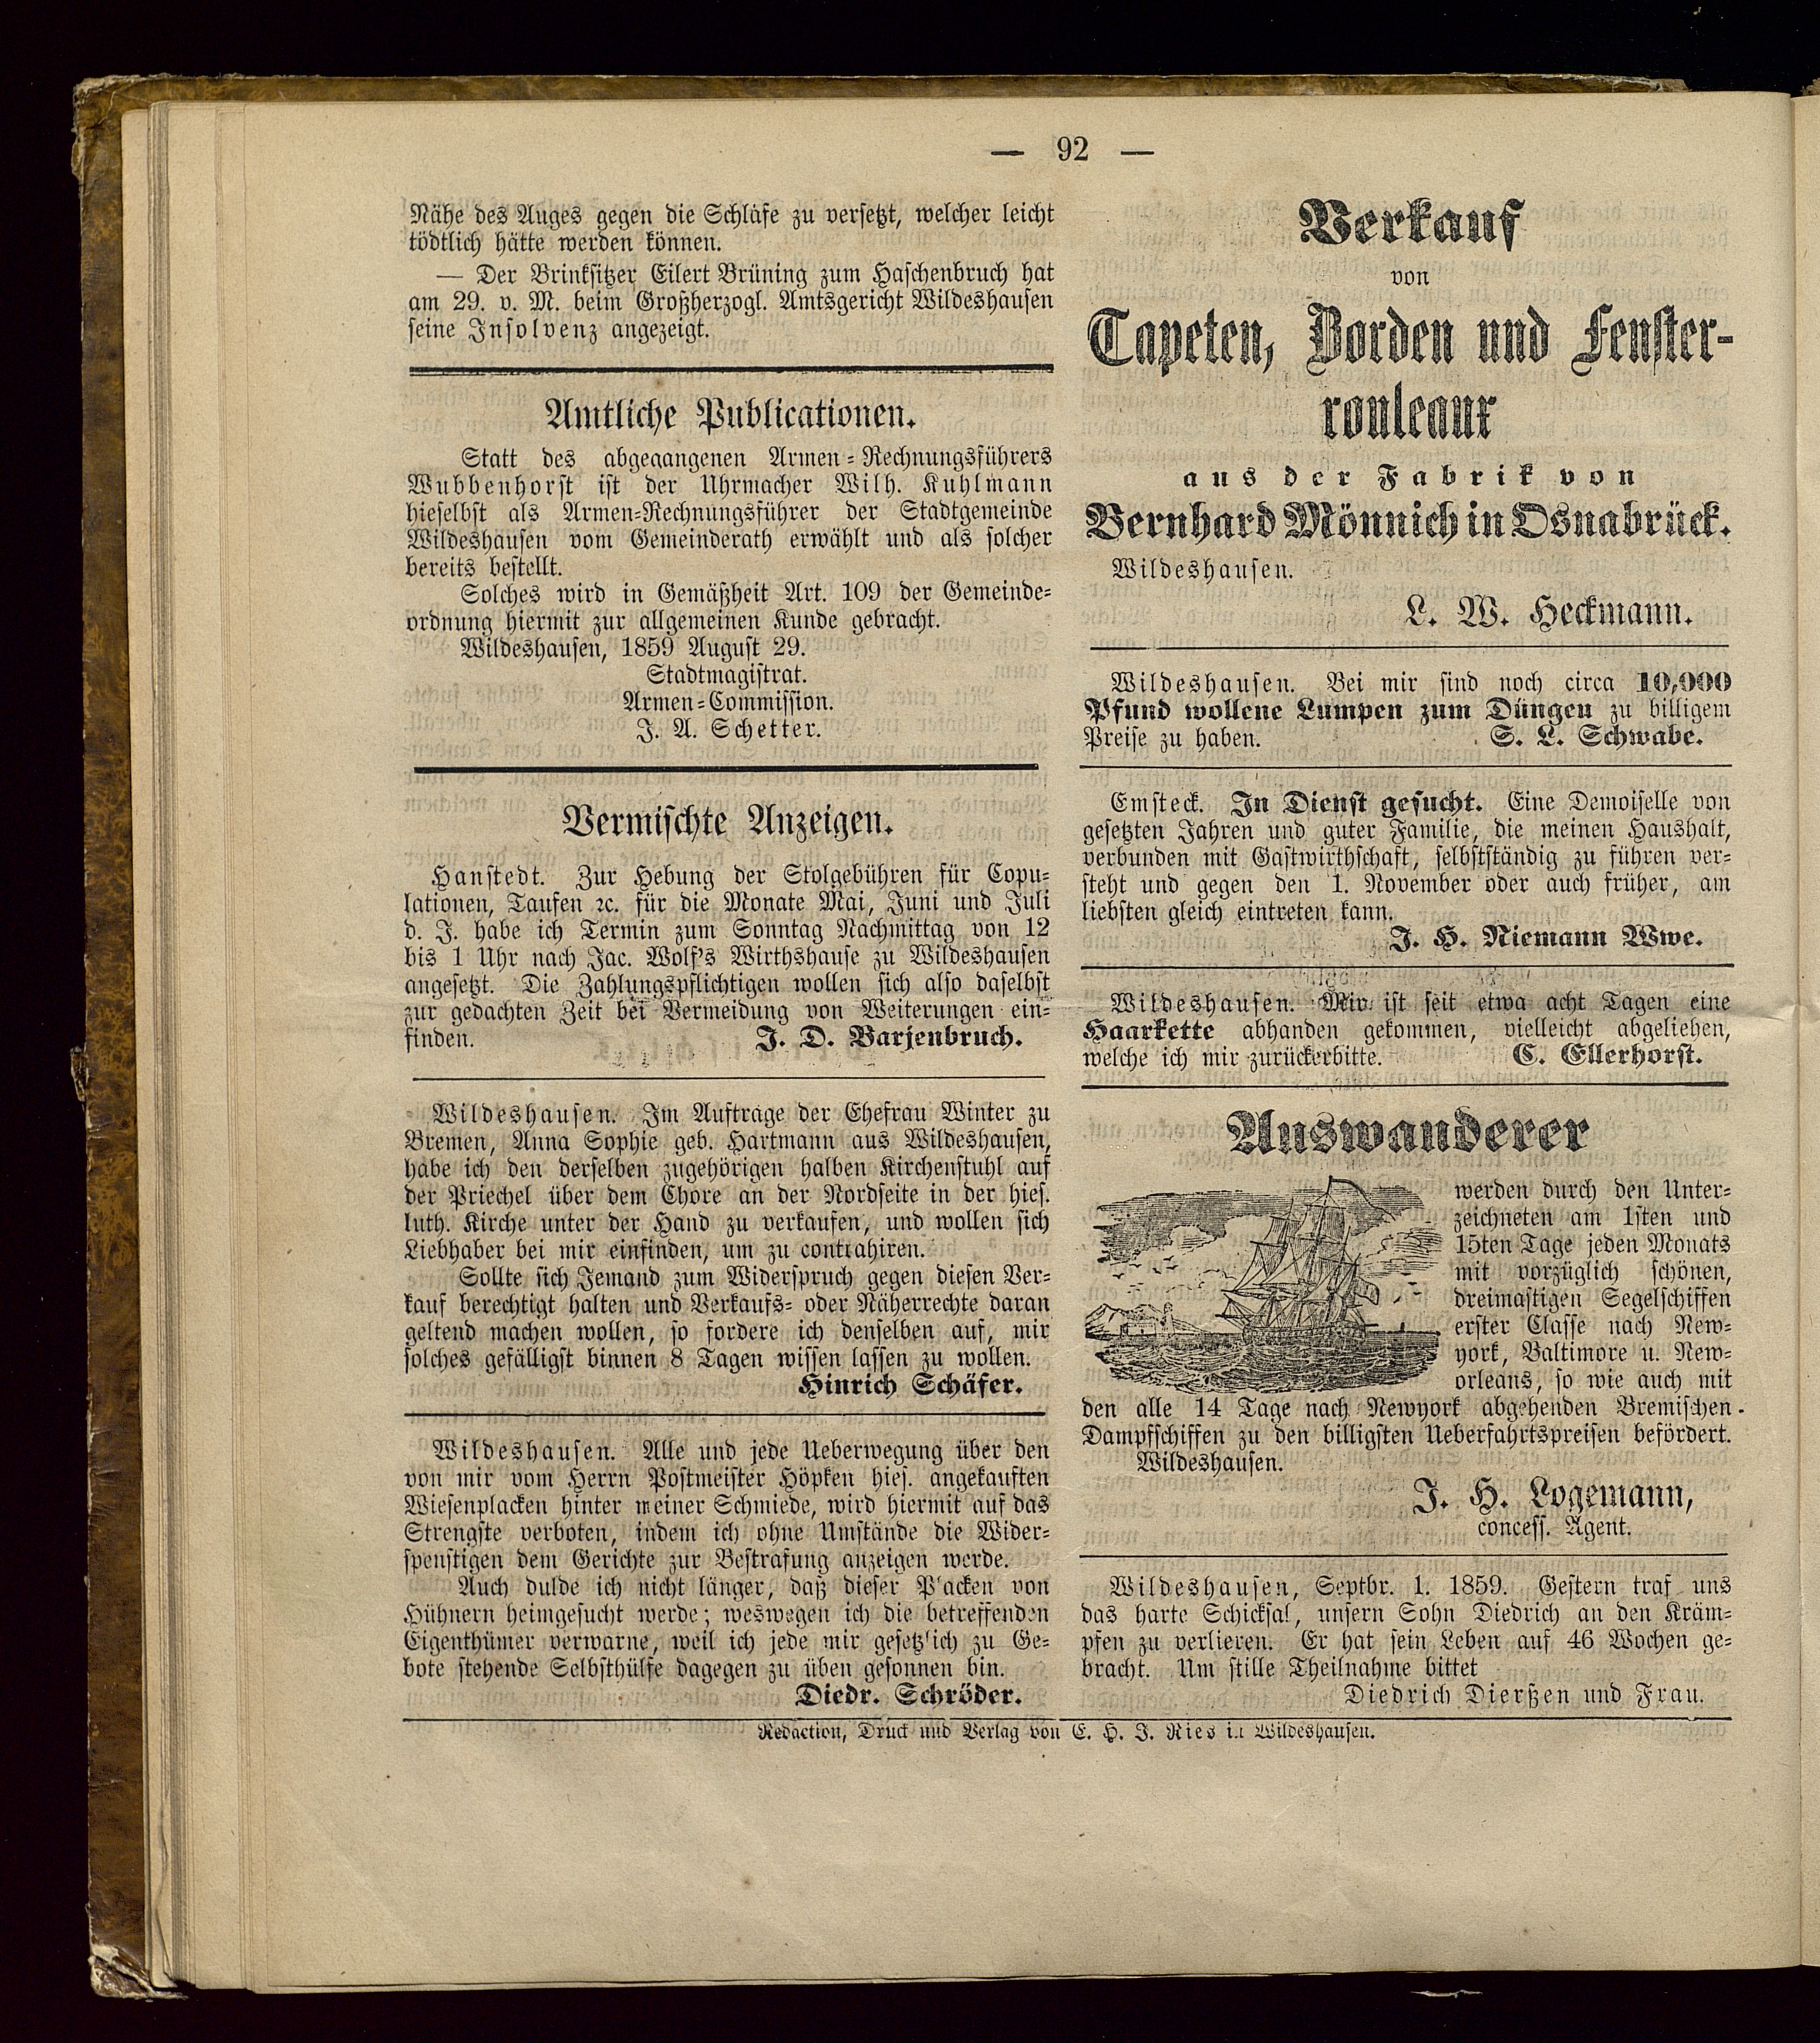 — 92 —
Nähe des Auges gegen die Schläfe zu versetzt, welcher leicht
tödtlich hätte werden können.
— Der Brinksitzer Eilert Brüning zum Haschenbruch hat
am 29. v. M. beim Großherzogl. Amtsgericht Wildeshausen
seine Insolvenz angezeigt.
Amtliche Publicationen.
Statt des abgegangenen Armen-Rechnungsführers
Wubbenhorst ist der Uhrmacher Wilh. Kuhlmann
hieselbst als Armen-Rechnungsführer der Stadtgemeinde
Wildeshausen vom Gemeinderath erwählt und als solcher
bereits bestellt.
Solches wird in Gemäßheit Art. 109 der Gemeinde-
ordnung hiermit zur allgemeinen Kunde gebracht.
Wildeshausen, 1859 August 29.
Stadtmagistrat.
Armen-Commission.
J. A. Schetter.
Vermischte Anzeigen.
Hanstedt. Zur Hebung der Stolgebühren für Copu-
lationen, Taufen ꝛc. für die Monate Mai, Juni und Juli
d. J. habe ich Termin zum Sonntag Nachmittag von 12
bis 1 Uhr nach Jac. Wolf's Wirthshause zu Wildeshausen
angesetzt. Die Zahlungspflichtigen wollen sich also daselbst
zur gedachten Zeit bei Vermeidung von Weiterungen ein-
finden. J. D. Barjenbruch.
Wildeshausen. Im Auftrage der Ehefrau Winter zu
Bremen, Anna Sophie geb. Hartmann aus Wildeshausen,
habe ich den derselben zugehörigen halben Kirchenstuhl auf
der Priechel über dem Chore an der Nordseite in der hies.
luth. Kirche unter der Hand zu verkaufen, und wollen sich
Liebhaber bei mir einfinden, um zu contrahiren.
Sollte sich Jemand zum Widerspruch gegen diesen Ver-
kauf berechtigt halten und Verkaufs- oder Näherrechte daran
geltend machen wollen, so fordere ich denselben auf, mir
solches gefälligst binnen 8 Tagen wissen lassen zu wollen.
Hinrich Schäfer.
Wildeshausen. Alle und jede Ueberwegung über den
von mir vom Herrn Postmeister Höpken hies. angekauften
Wiesenplacken hinter meiner Schmiede, wird hiermit auf das
Strengste verboten, indem ich ohne Umstände die Wider-
spenstigen dem Gerichte zur Bestrafung anzeigen werde.
Auch dulde ich nicht länger, daß dieser Placken von
Hühnern heimgesucht werde; weswegen ich die betreffenden
Eigenthümer verwarne, weil ich jede mir gesetzlich zu Ge-
bote stehende Selbsthülfe dagegen zu üben gesonnen bin.
Diedr. Schröder.
Verkauf
von
Tapeten, Borden und Fenster-
rouleaux
aus der Fabrik von
Bernhard Mönnich in Osnabrück.
Wildeshausen.
L. W. Heckmann.
Wildeshausen. Bei mir sind noch circa 10,000
Pfund wollene Lumpen zum Düngen zu billigem
Preise zu haben. S. L. Schwabe.
Emsteck. In Dienst gesucht. Eine Demoiselle von
gesetzten Jahren und guter Familie, die meinen Haushalt,
verbunden mit Gastwirthschaft, selbstständig zu führen ver-
steht und gegen den 1. November oder auch früher, am
liebsten gleich eintreten kann.
J. H. Niemann Wwe.
Wildeshausen. Mir ist seit etwa acht Tagen eine
Haarkette abhanden gekommen, vielleicht abgeliehen,
welche ich mir zurückerbitte. C. Ellerhorst.
Auswanderer
werden durch den Unter-
zeichneten am 1sten und
15ten Tage jeden Monats
mit vorzüglich schönen,
dreimastigen Segelschiffen
erster Classe nach New-
york, Baltimore u. New-
orleans, so wie auch mit
den alle 14 Tage nach Newyork abgehenden Bremischen
Dampfschiffen zu den billigsten Ueberfahrtspreisen befördert.
Wildeshausen.
J. H. Logemann,
concess. Agent.
Wildeshausen, Septbr. 1. 1859. Gestern traf uns
das harte Schicksal, unsern Sohn Diedrich an den Kräm-
pfen zu verlieren. Er hat sein Leben auf 46 Wochen ge-
bracht. Um stille Theilnahme bittet
Diedrich Dierßen und Frau.
Redaction, Druck und Verlag von E. H. J. Ries in Wildeshausen.